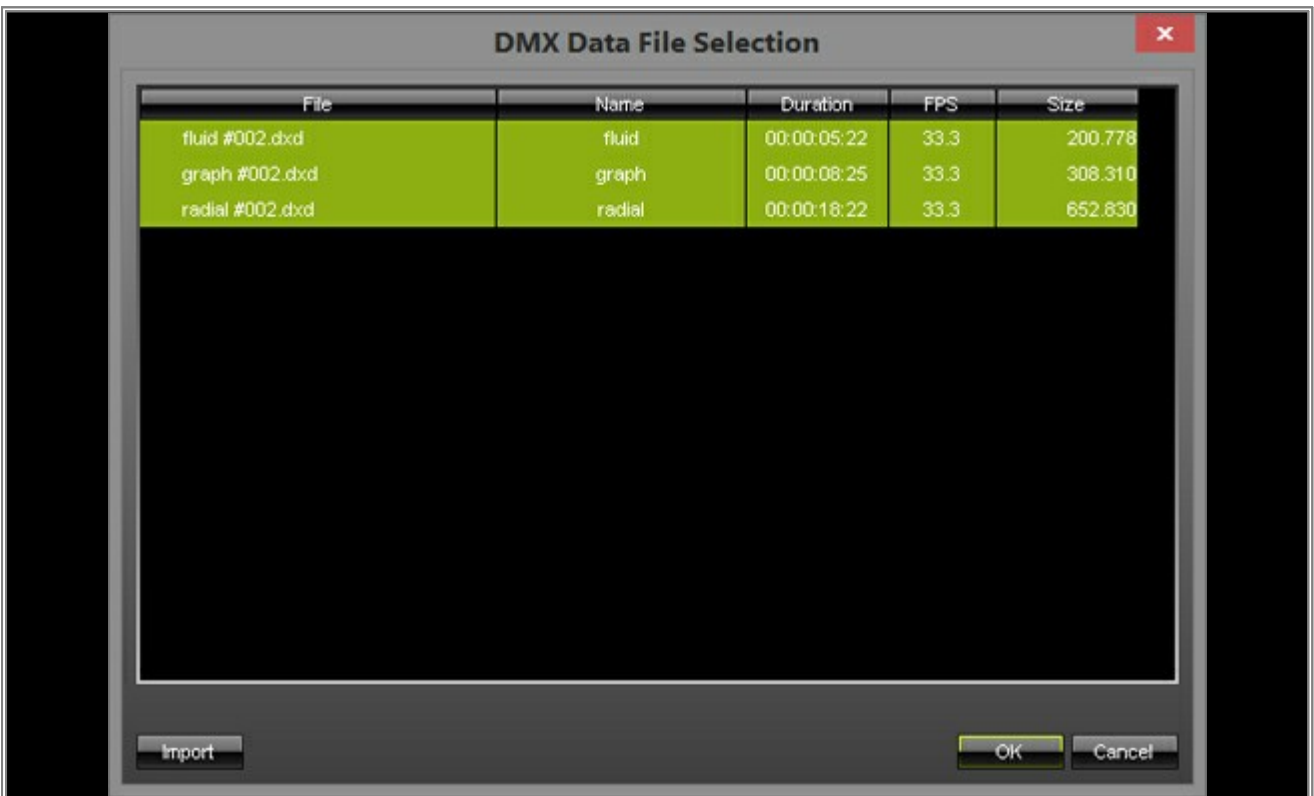 DMX Data File Selection
File Name Duration FPS Size
fluid #002.dxd fluid 00:00:05:22 33.3 200.778
graph #002.dxd graph 00:00:08:25 33.3 308.310
radial #002.dxd radial 00:00:18:22 33.3 652.830
Import OK Cancel